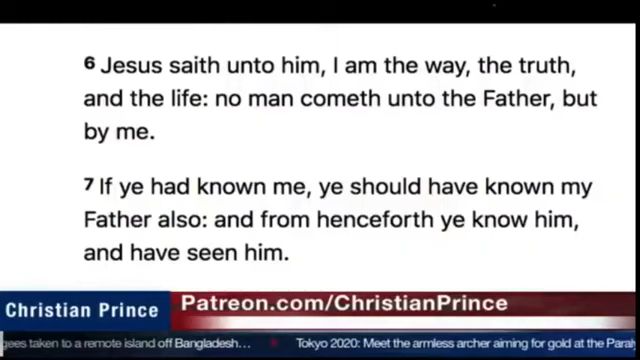 6 Jesus saith unto him, I am the way, the truth,
and the life: no man cometh unto the Father, but
by me.
7 If ye had known me, ye should have known my
Father also: and from henceforth ye know him,
and have seen him.
Christian Prince
Patreon.com/ChristianPrince
gees taken to a remote island off Bangladesh...
Tokyo 2020: Meet the armless archer aiming for gold at the Paral